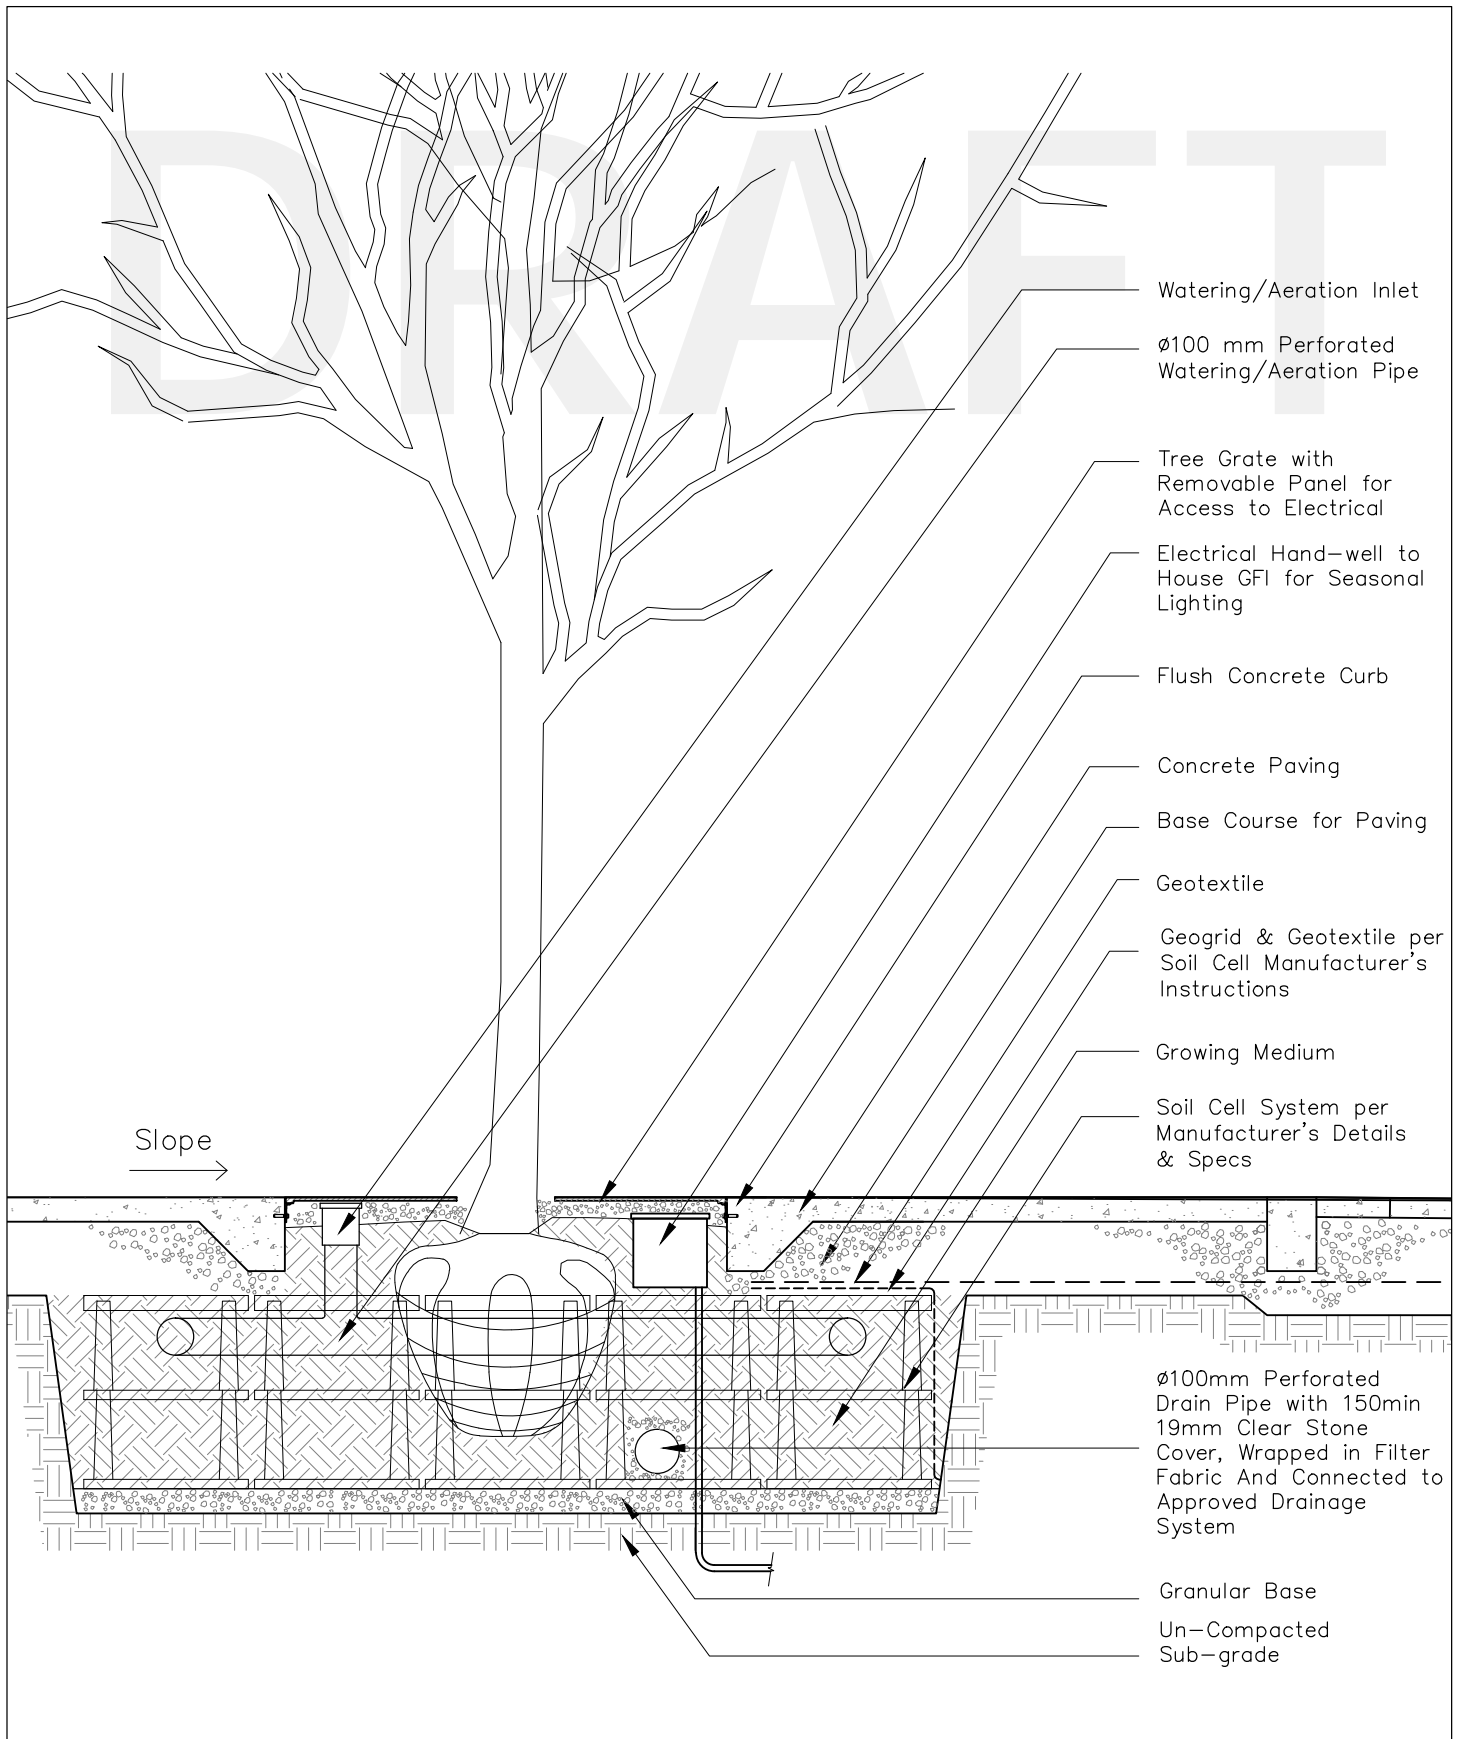 DRAFT
Watering/Aeration Inlet
ø100 mm Perforated
Watering/Aeration Pipe
Tree Grate with
Removable Panel for
Access to Electrical
Electrical Hand-well to
House GFI for Seasonal
Lighting
Flush Concrete Curb
Concrete Paving
Base Course for Paving
Geotextile
Geogrid & Geotextile per
Soil Cell Manufacturer's
Instructions
Growing Medium
Soil Cell System per
Manufacturer's Details
& Specs
Slope
ø100mm Perforated
Drain Pipe with 150min
19mm Clear Stone
Cover, Wrapped in Filter
Fabric And Connected to
Approved Drainage
System
Granular Base
Un-Compacted
Sub-grade